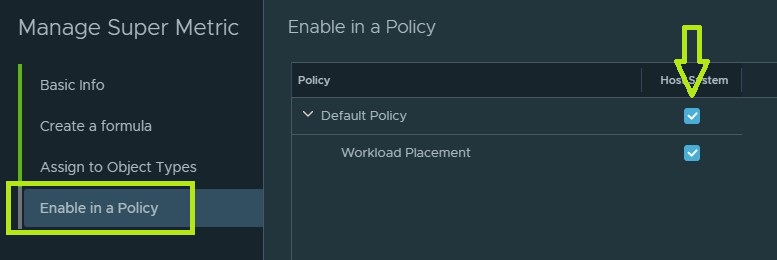 Manage Super Metric
Basic Info
Create a formula
Assign to Object Types
Enable in a Policy
Enable in a Policy
Policy
Host System
Default Policy
Workload Placement